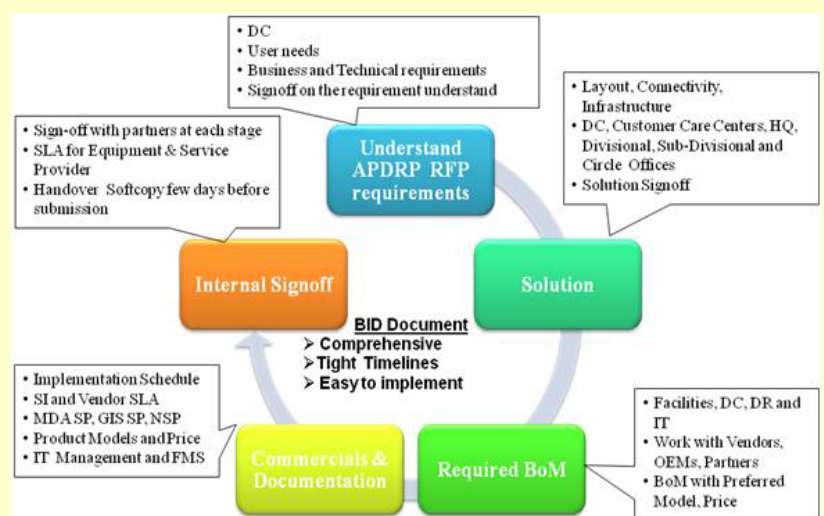 • DC
• User needs
• Business and Technical requirements
• Signoff on the requirement understand
Understand
APDRP RFP
requirements
• Layout, Connectivity,
Infrastructure
• DC, Customer Care Centers, HQ,
Divisional, Sub-Divisional and
Circle Offices
• Solution Signoff
Solution
• Facilities, DC, DR and
IT
• Work with Vendors,
OEMs, Partners
• BoM with Preferred
Model, Price
Required BoM
• Implementation Schedule
• SI and Vendor SLA
• MDA SP, GIS SP, NSP
• Product Models and Price
• IT Management and FMS
Commercials &
Documentation
• Sign-off with partners at each stage
• SLA for Equipment & Service
Provider
• Handover Softcopy few days before
submission
Internal Signoff
BID Document
➢ Comprehensive
➢ Tight Timelines
➢ Easy to implement